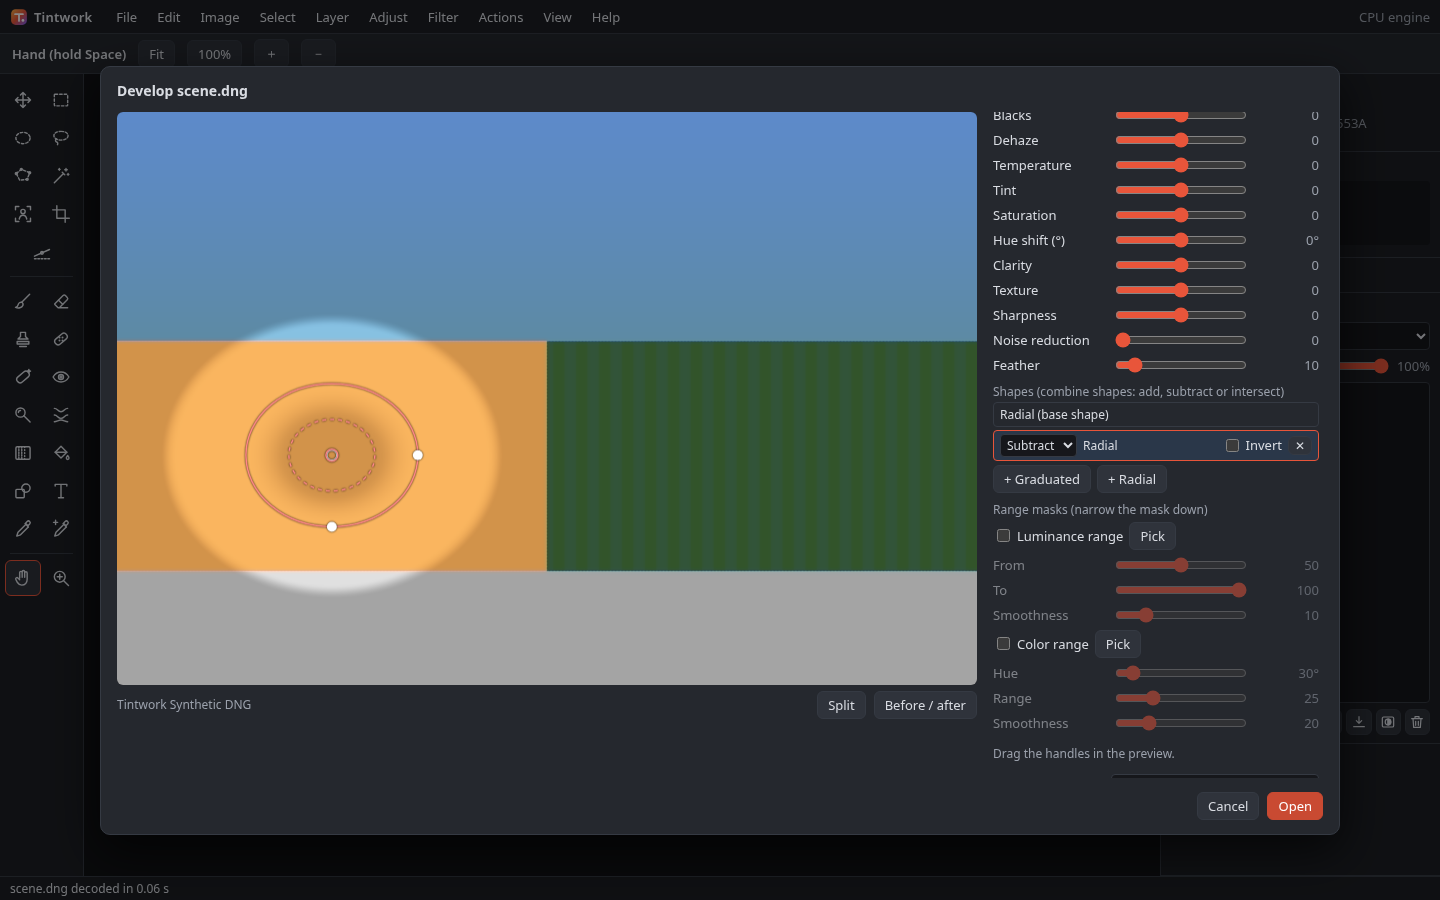 Tintwork File Edit Image Select Layer Adjust Filter Actions View Help CPU engine
Hand (hold Space) Fit 100% + −
Develop scene.dng
Blacks 0
553A
Dehaze 0
Temperature 0
Tint 0
Saturation 0
Hue shift (°) 0°
Clarity 0
Texture 0
Sharpness 0
Noise reduction 0
Feather 10
100%
Shapes (combine shapes: add, subtract or intersect)
Radial (base shape)
Subtract Radial Invert ✕
+ Graduated + Radial
Range masks (narrow the mask down)
Luminance range Pick
From 50
To 100
Smoothness 10
Color range Pick
Hue 30°
Range 25
Smoothness 20
Tintwork Synthetic DNG Split Before / after
Drag the handles in the preview.
Cancel Open
scene.dng decoded in 0.06 s